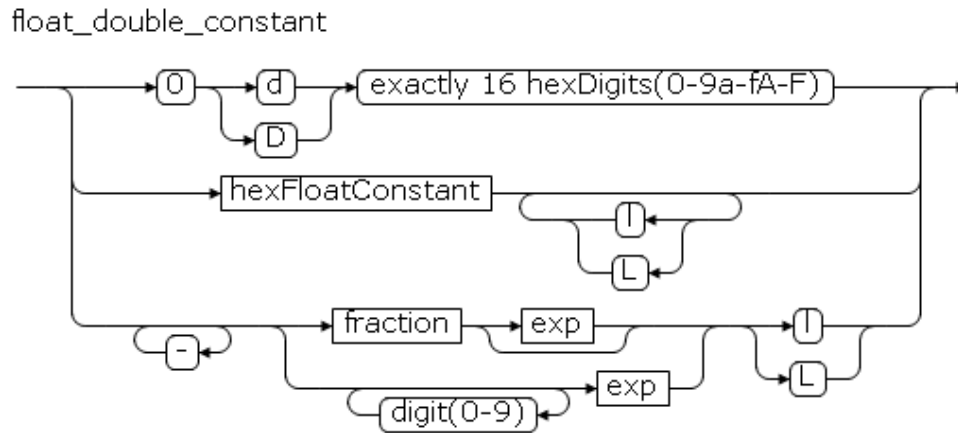 float_double_constant
0 d exactly 16 hexDigits(0-9a-fA-F)
D
hexFloatConstant
l
L
fraction exp l
-
exp L
digit(0-9)